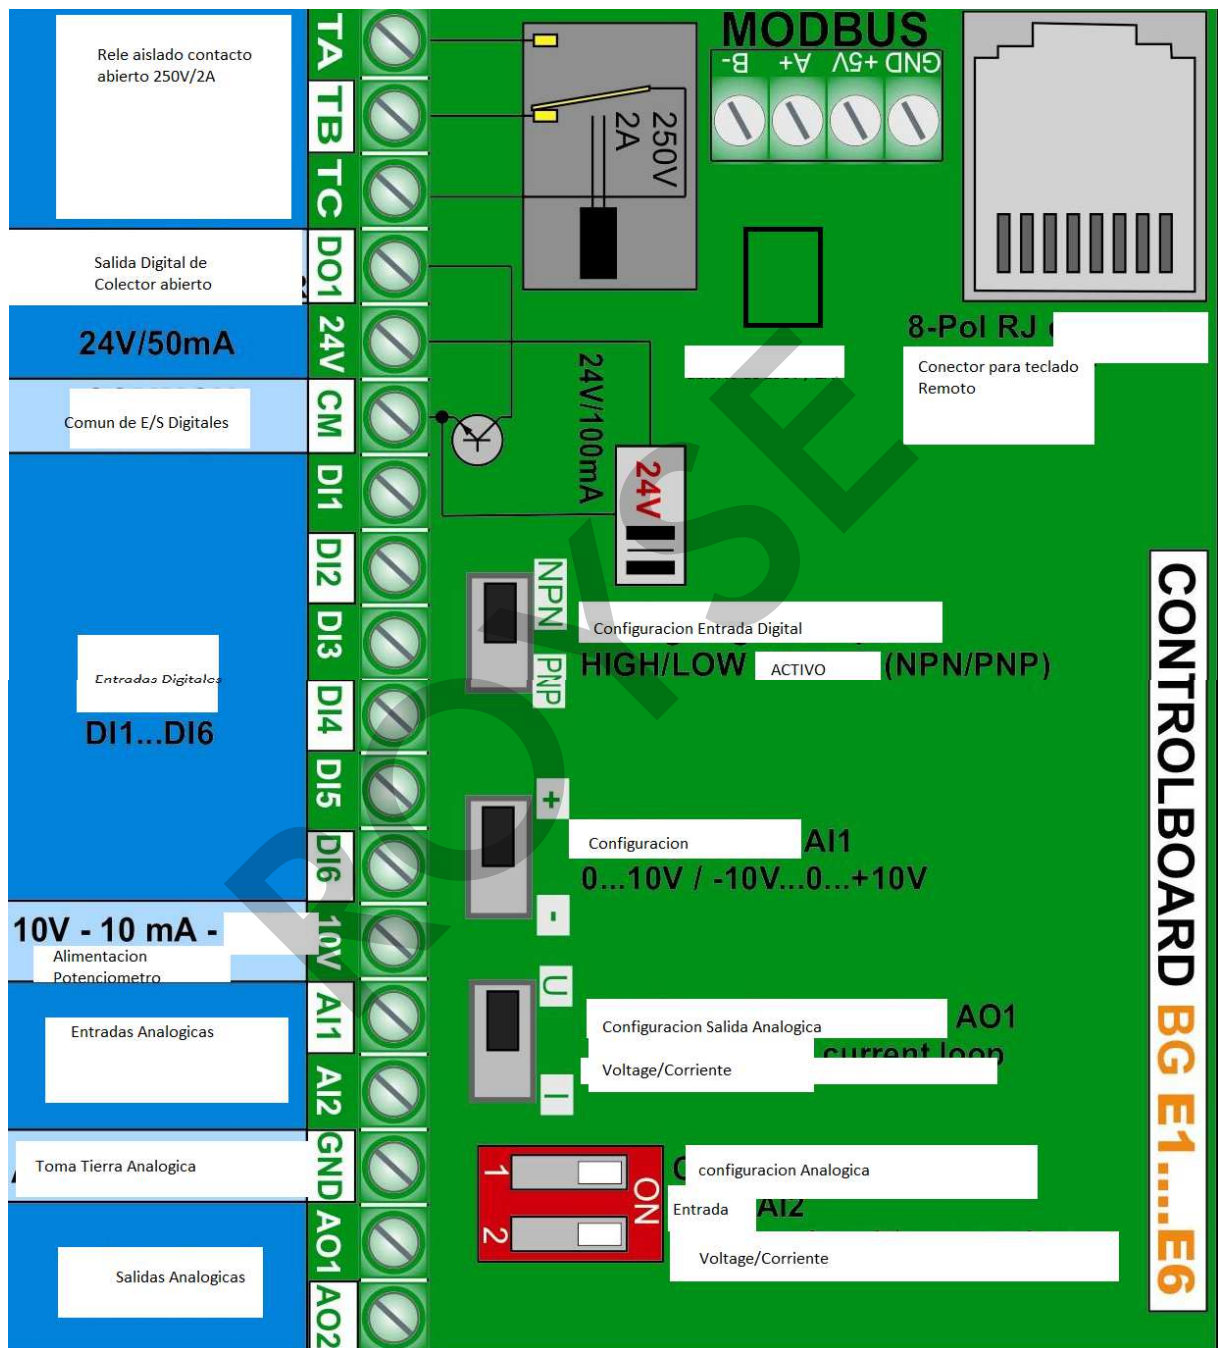 Rele aislado contacto
abierto 250V/2A
TA
TB
TC
250V
2A
MODBUS
B-
A+
+5V
GND
Salida Digital de
Colector abierto
DO1
24V/50mA
24V
8-Pol RJ
Conector para teclado
Remoto
Comun de E/S Digitales
CM
24V/100mA
24V
DI1
DI2
DI3
DI4
DI5
DI6
Entradas Digitales
DI1...DI6
NPN
PNP
Configuracion Entrada Digital
HIGH/LOW ACTIVO (NPN/PNP)
+
-
Configuracion AI1
0...10V / -10V...0...+10V
10V - 10 mA -
Alimentacion
Potenciometro
10V
Entradas Analogicas
AI1
AI2
U
I
Configuracion Salida Analogica AO1
current loop
Voltage/Corriente
Toma Tierra Analogica
GND
1
2
ON
configuracion Analogica
Entrada AI2
Voltage/Corriente
Salidas Analogicas
AO1
AO2
CONTROLBOARD BG E1....E6
ROYSE